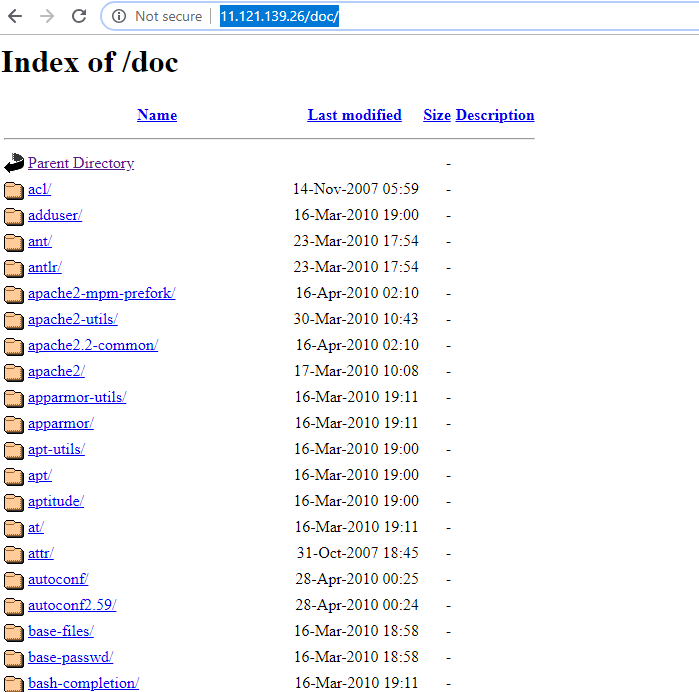 Not secure | 11.121.139.26/doc/
Index of /doc
Name Last modified Size Description
Parent Directory -
acl/ 14-Nov-2007 05:59 -
adduser/ 16-Mar-2010 19:00 -
ant/ 23-Mar-2010 17:54 -
antlr/ 23-Mar-2010 17:54 -
apache2-mpm-prefork/ 16-Apr-2010 02:10 -
apache2-utils/ 30-Mar-2010 10:43 -
apache2.2-common/ 16-Apr-2010 02:10 -
apache2/ 17-Mar-2010 10:08 -
apparmor-utils/ 16-Mar-2010 19:11 -
apparmor/ 16-Mar-2010 19:11 -
apt-utils/ 16-Mar-2010 19:00 -
apt/ 16-Mar-2010 19:00 -
aptitude/ 16-Mar-2010 19:00 -
at/ 16-Mar-2010 19:11 -
attr/ 31-Oct-2007 18:45 -
autoconf/ 28-Apr-2010 00:25 -
autoconf2.59/ 28-Apr-2010 00:24 -
base-files/ 16-Mar-2010 18:58 -
base-passwd/ 16-Mar-2010 18:58 -
bash-completion/ 16-Mar-2010 19:11 -